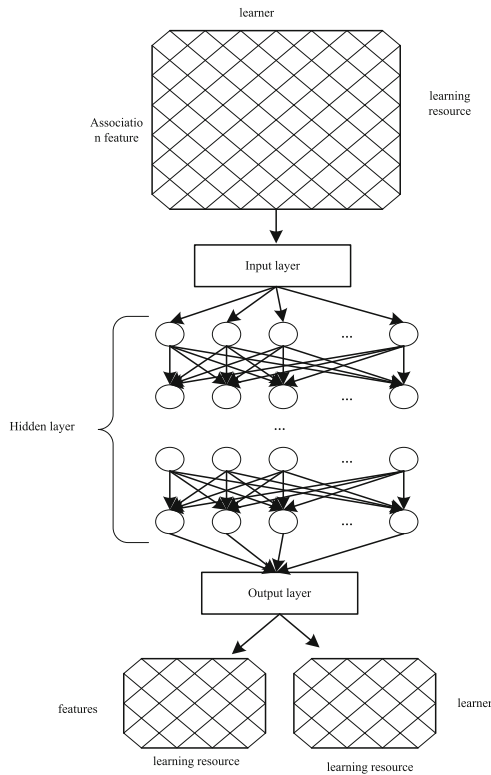 learner
learning
resource
Associatio
n feature
Input layer
...
Hidden layer
...
...
...
Output layer
features
learner
learning resource
learning resource